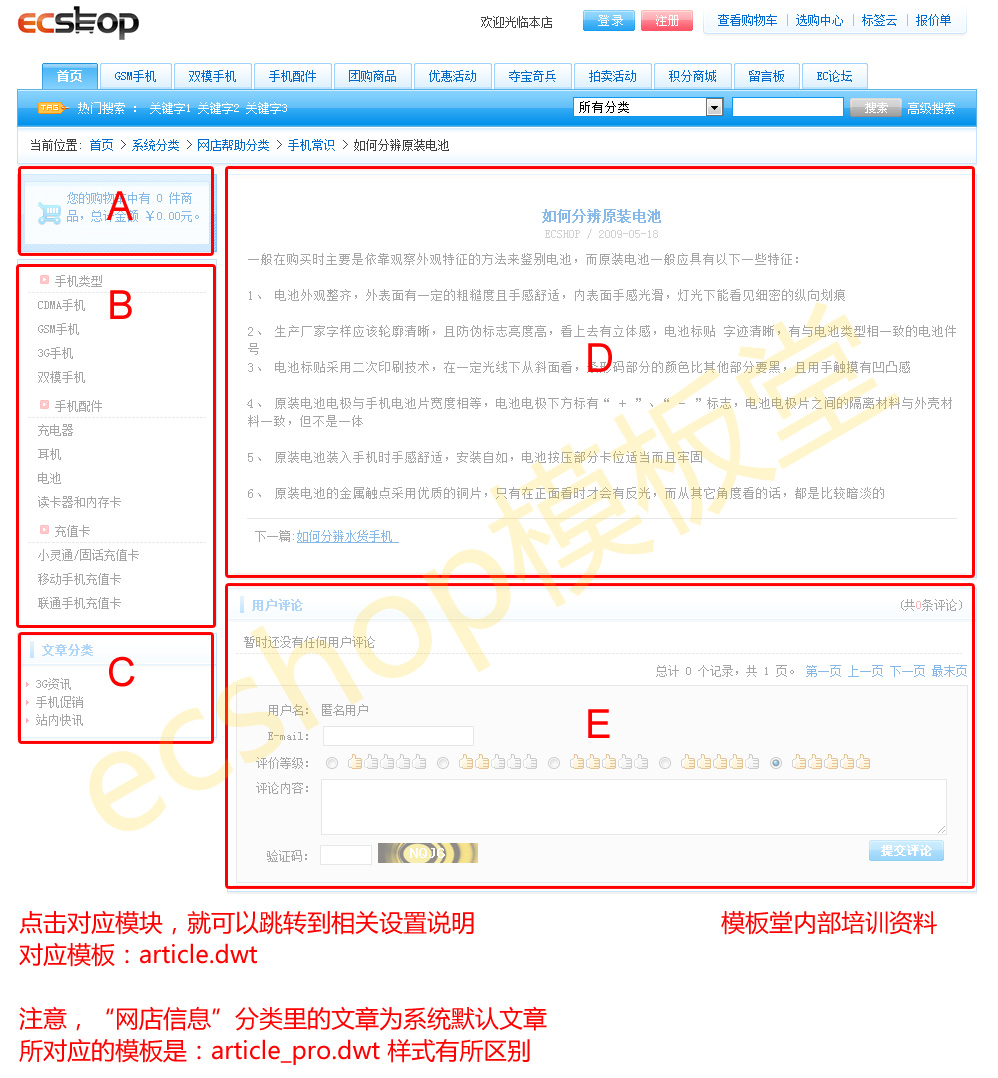 ecshop
欢迎光临本店 登录 注册 查看购物车 选购中心 标签云 报价单
首页 GSM手机 双模手机 手机配件 团购商品 优惠活动 夺宝奇兵 拍卖活动 积分商城 留言板 EC论坛
TAG 热门搜索 : 关键字1 关键字2 关键字3 所有分类 搜索 高级搜索
当前位置: 首页 > 系统分类 > 网店帮助分类 > 手机常识 > 如何分辨原装电池
A
您的购物车中有 0 件商
品,总计金额 ¥0.00元。
B
手机类型
CDMA手机
GSM手机
3G手机
双模手机
手机配件
充电器
耳机
电池
读卡器和内存卡
充值卡
小灵通/固话充值卡
移动手机充值卡
联通手机充值卡
C
文章分类
3G资讯
手机促销
站内快讯
D
如何分辨原装电池
ECSHOP / 2009-05-18
一般在购买时主要是依靠观察外观特征的方法来鉴别电池，而原装电池一般应具有以下一些特征：
1、 电池外观整齐，外表面有一定的粗糙度且手感舒适，内表面手感光滑，灯光下能看见细密的纵向划痕
2、 生产厂家字样应该轮廓清晰，且防伪标志亮度高，看上去有立体感，电池标贴 字迹清晰，有与电池类型相一致的电池件
号
3、 电池标贴采用二次印刷技术，在一定光线下从斜面看，条形码部分的颜色比其他部分要黑，且用手触摸有凹凸感
4、 原装电池电极与手机电池片宽度相等，电池电极下方标有“ + ”、“ - ”标志，电池电极片之间的隔离材料与外壳材
料一致，但不是一体
5、 原装电池装入手机时手感舒适，安装自如，电池按压部分卡位适当而且牢固
6、 原装电池的金属触点采用优质的铜片，只有在正面看时才会有反光，而从其它角度看的话，都是比较暗淡的
下一篇:如何分辨水货手机
E
用户评论 (共0条评论)
暂时还没有任何用户评论
总计 0 个记录，共 1 页。 第一页 上一页 下一页 最末页
用户名: 匿名用户
E-mail:
评价等级:
评论内容:
验证码: NQJC 提交评论
ecshop模板堂
点击对应模块，就可以跳转到相关设置说明 模板堂内部培训资料
对应模板：article.dwt
注意，“网店信息”分类里的文章为系统默认文章
所对应的模板是：article_pro.dwt 样式有所区别